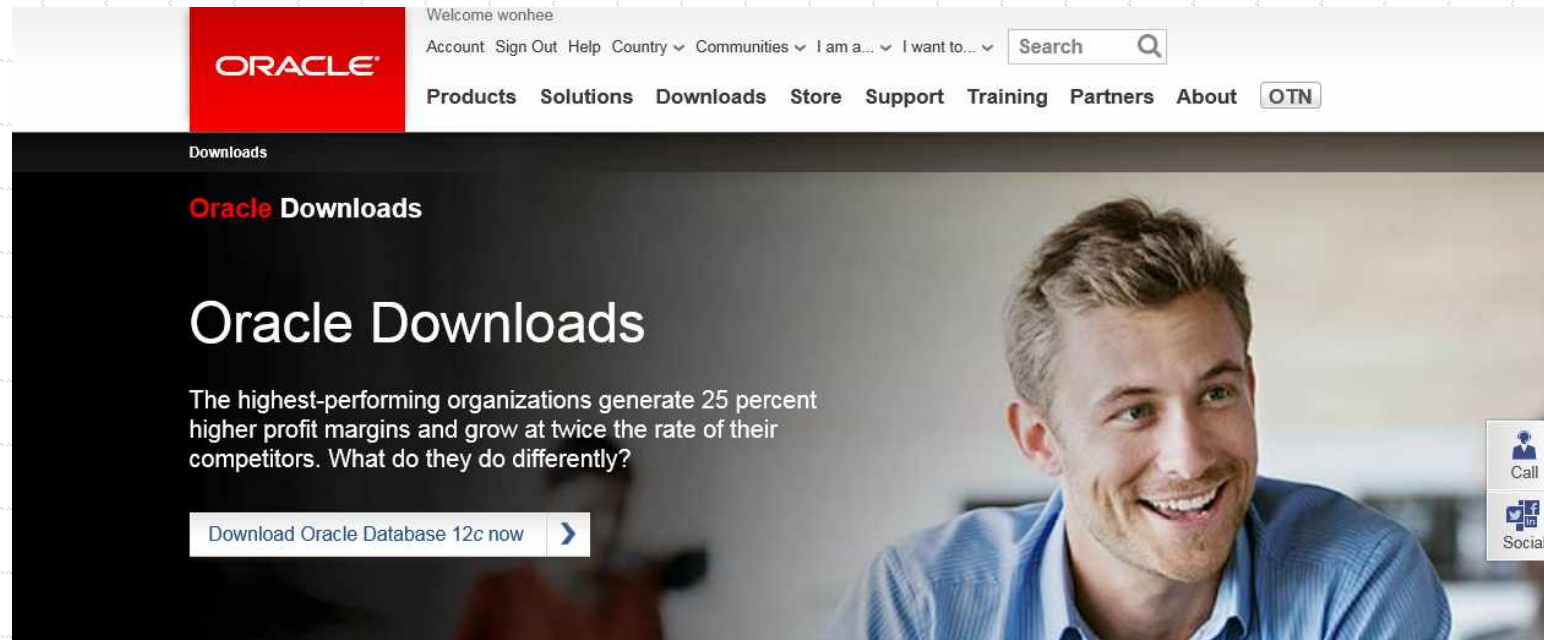 Welcome wonhee
ORACLE®
Account Sign Out Help Country Communities I am a... I want to... Search
Products Solutions Downloads Store Support Training Partners About OTN
Downloads
Oracle Downloads
Oracle Downloads
The highest-performing organizations generate 25 percent
higher profit margins and grow at twice the rate of their
competitors. What do they do differently?
Download Oracle Database 12c now
Call
Social